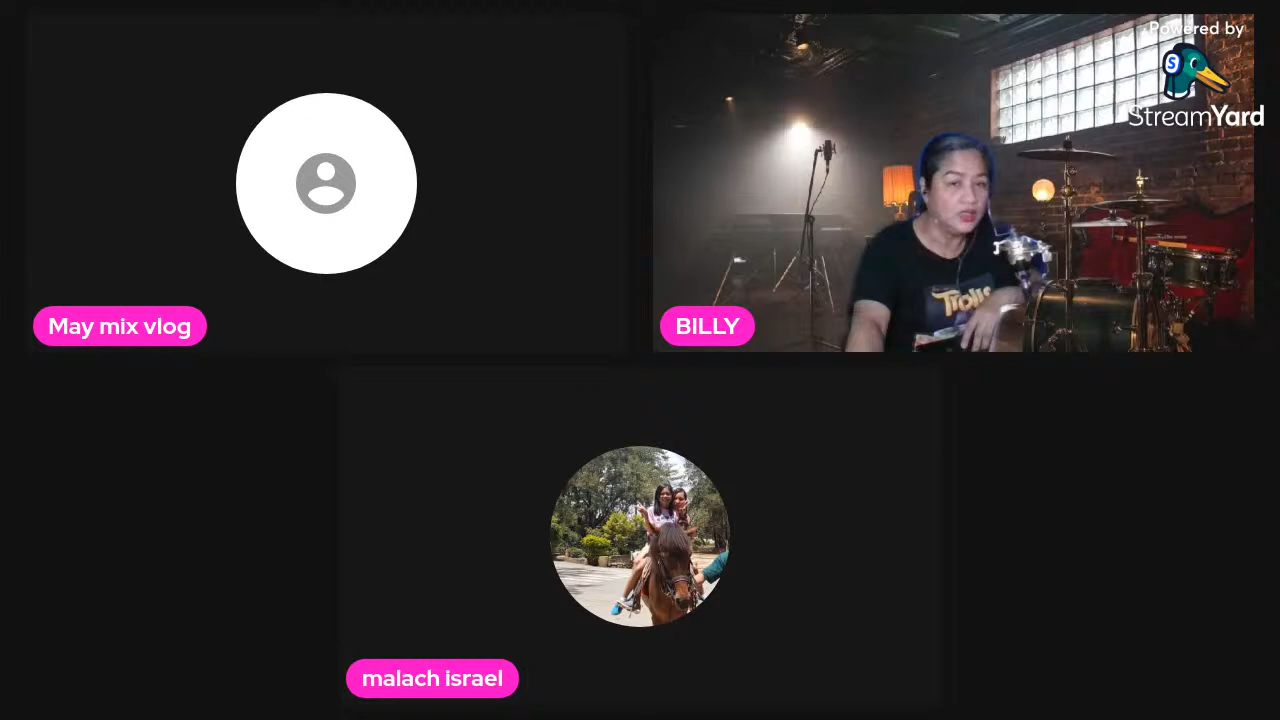 Powered by
StreamYard
S
Trolls
May mix vlog
BILLY
malach israel